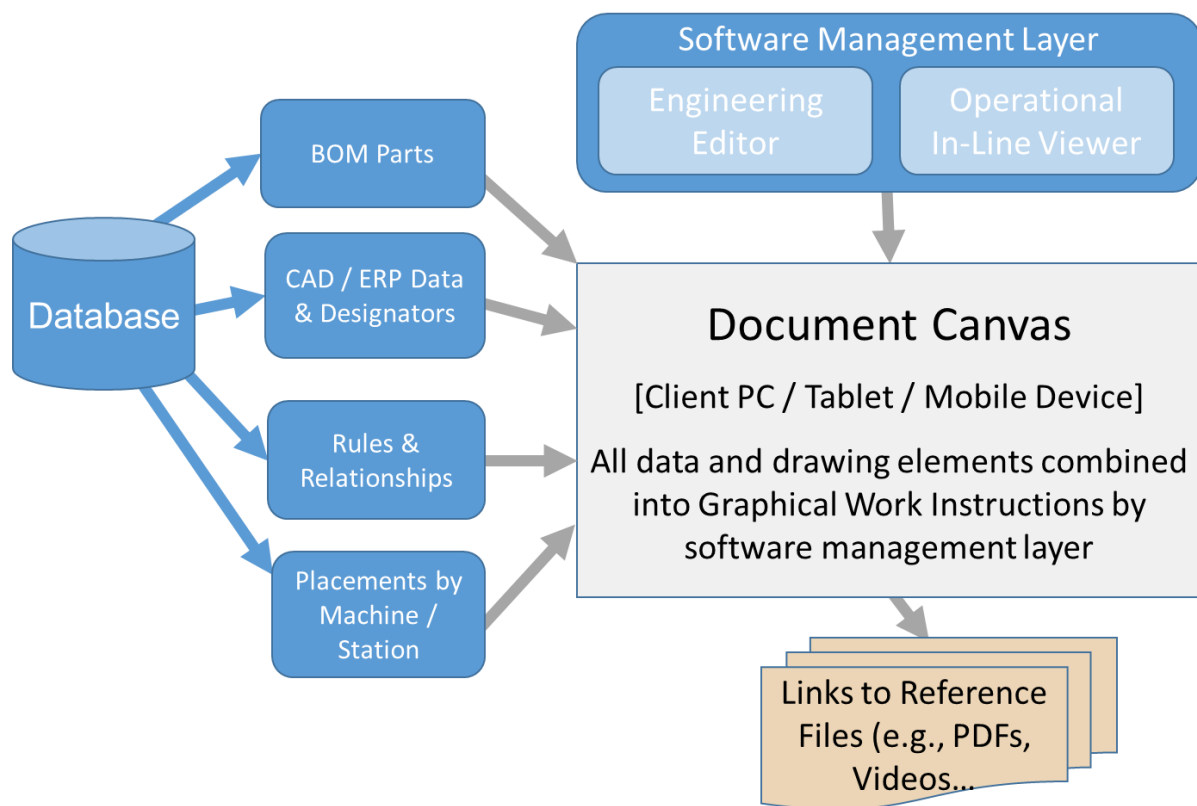 Software Management Layer
Engineering
Editor
Operational
In-Line Viewer
BOM Parts
CAD / ERP Data
& Designators
Database
Rules &
Relationships
Placements by
Machine /
Station
Document Canvas
[Client PC / Tablet / Mobile Device]
All data and drawing elements combined
into Graphical Work Instructions by
software management layer
Links to Reference
Files (e.g., PDFs,
Videos…